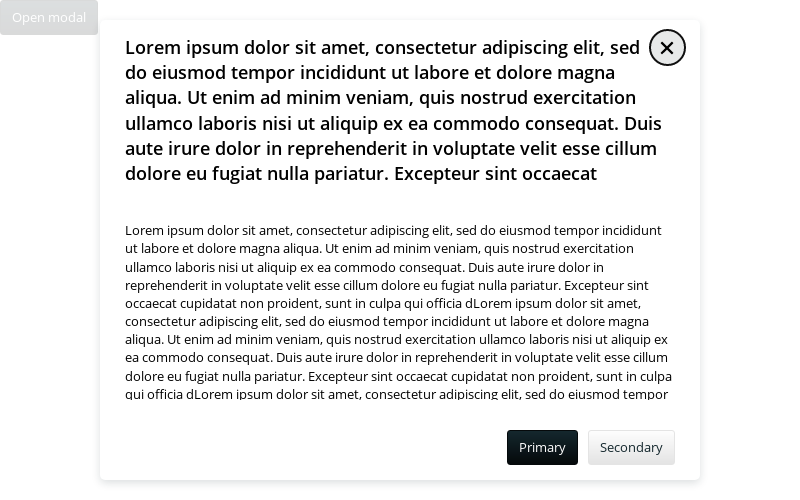 Open modal
Lorem ipsum dolor sit amet, consectetur adipiscing elit, sed
do eiusmod tempor incididunt ut labore et dolore magna
aliqua. Ut enim ad minim veniam, quis nostrud exercitation
ullamco laboris nisi ut aliquip ex ea commodo consequat. Duis
aute irure dolor in reprehenderit in voluptate velit esse cillum
dolore eu fugiat nulla pariatur. Excepteur sint occaecat
Lorem ipsum dolor sit amet, consectetur adipiscing elit, sed do eiusmod tempor incididunt
ut labore et dolore magna aliqua. Ut enim ad minim veniam, quis nostrud exercitation
ullamco laboris nisi ut aliquip ex ea commodo consequat. Duis aute irure dolor in
reprehenderit in voluptate velit esse cillum dolore eu fugiat nulla pariatur. Excepteur sint
occaecat cupidatat non proident, sunt in culpa qui officia dLorem ipsum dolor sit amet,
consectetur adipiscing elit, sed do eiusmod tempor incididunt ut labore et dolore magna
aliqua. Ut enim ad minim veniam, quis nostrud exercitation ullamco laboris nisi ut aliquip ex
ea commodo consequat. Duis aute irure dolor in reprehenderit in voluptate velit esse cillum
dolore eu fugiat nulla pariatur. Excepteur sint occaecat cupidatat non proident, sunt in culpa
qui officia dLorem ipsum dolor sit amet, consectetur adipiscing elit, sed do eiusmod tempor
Primary
Secondary